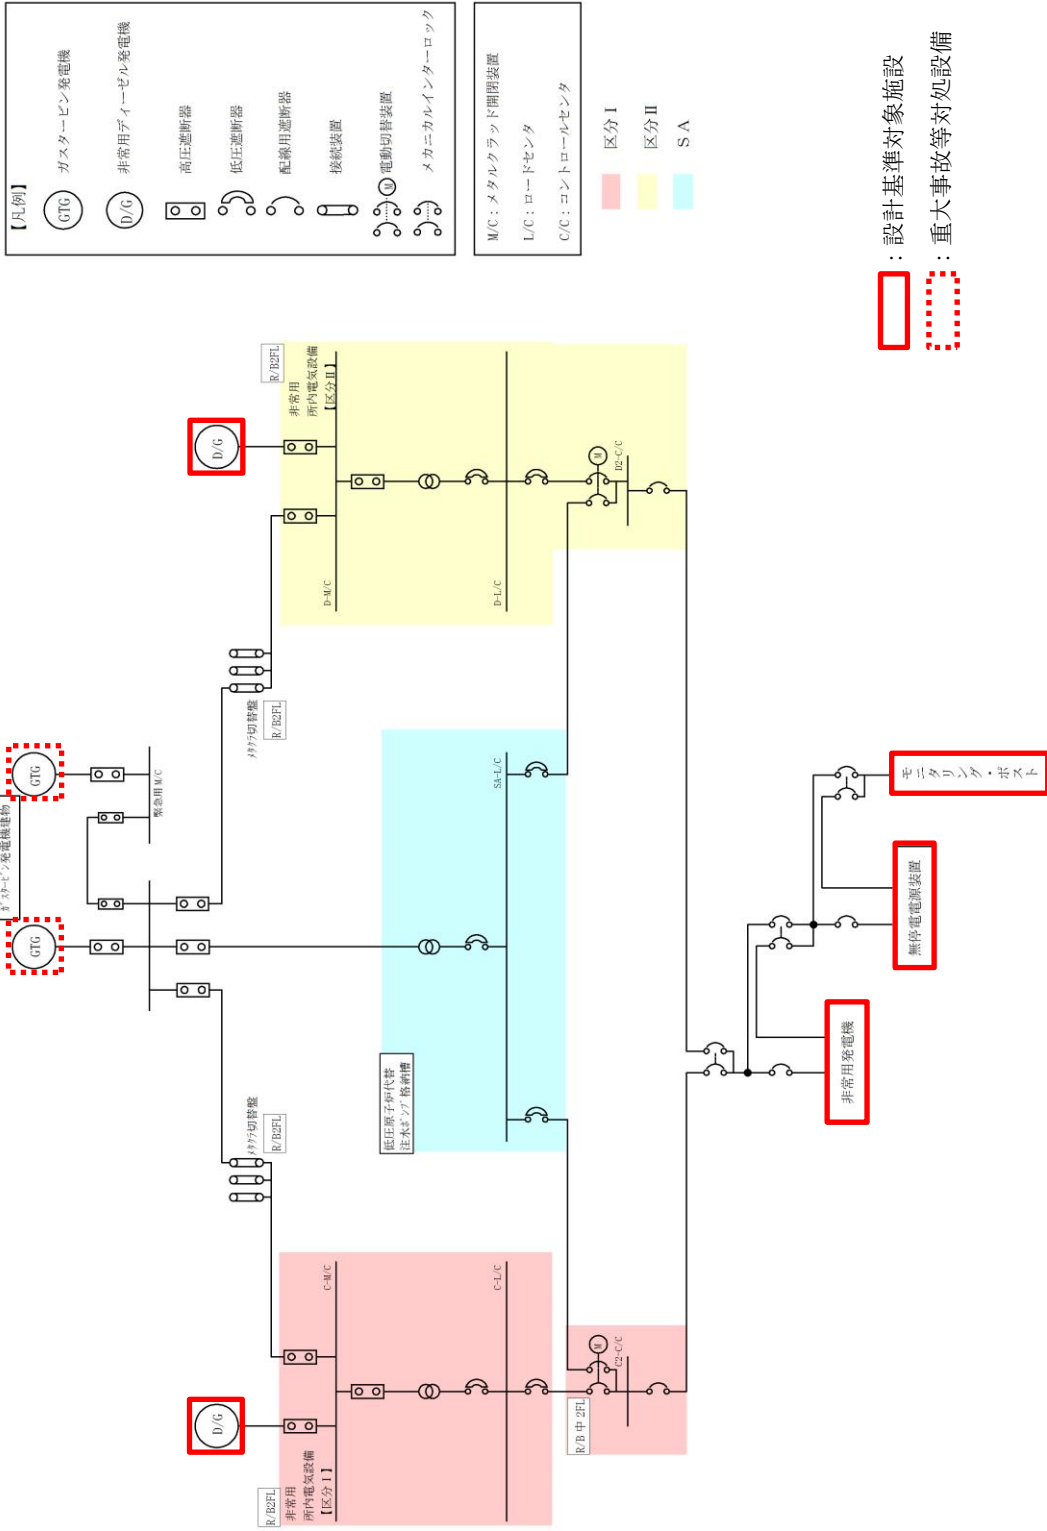 【凡例】
GTG
ガスタービン発電機
D/G
非常用ディーゼル発電機
高圧遮断器
低圧遮断器
配線用遮断器
接続装置
M
電動切替装置
メカニカルインターロック
M/C：メタルクラッド開閉装置
L/C：ロードセンタ
C/C：コントロールセンタ
区分Ⅰ
区分Ⅱ
ＳＡ
：設計基準対象施設
：重大事故等対処設備
ｶﾞｽﾀｰﾋﾞﾝ発電機建物
GTG
GTG
緊急用 M/C
ﾒﾀｸﾗ切替盤
R/B2FL
ﾒﾀｸﾗ切替盤
R/B2FL
D/G
R/B2FL
非常用
所内電気設備
【区分Ⅰ】
C-M/C
C-L/C
R/B 中 2FL
M
C2-C/C
低圧原子炉代替
注水ﾎﾟﾝﾌﾟ格納槽
SA-L/C
D/G
R/B2FL
非常用
所内電気設備
【区分Ⅱ】
D-M/C
D-L/C
M
D2-C/C
非常用発電機
無停電電源装置
モニタリング・ポスト